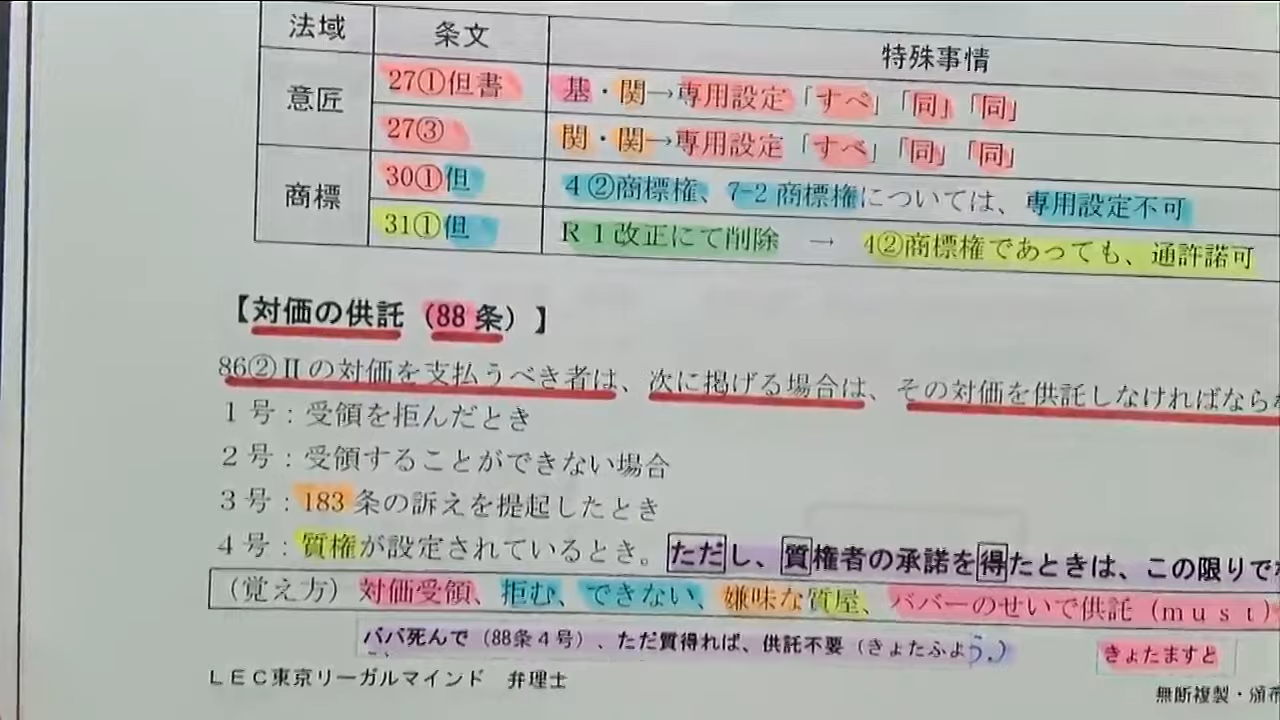 法域 条文 特殊事情
意匠 27①但書 基・関→専用設定「すべ」「同」「同」
27③ 関・関→専用設定「すべ」「同」「同」
商標 30①但 4②商標権、7-2商標権については、専用設定不可
31①但 R1改正にて削除 → 4②商標権であっても、通許諾可
【対価の供託（88条）】
86②Ⅱの対価を支払うべき者は、次に掲げる場合は、その対価を供託しなければなら
1号：受領を拒んだとき
2号：受領することができない場合
3号：183条の訴えを提起したとき
4号：質権が設定されているとき。ただし、質権者の承諾を得たときは、この限りで
（覚え方）対価受領、拒む、できない、嫌味な質屋、ババーのせいで供託（must）
ババ死んで（88条4号）、ただ質得れば、供託不要（きょたふよう。）
きょたますと
LEC東京リーガルマインド 弁理士
無断複製・頒布